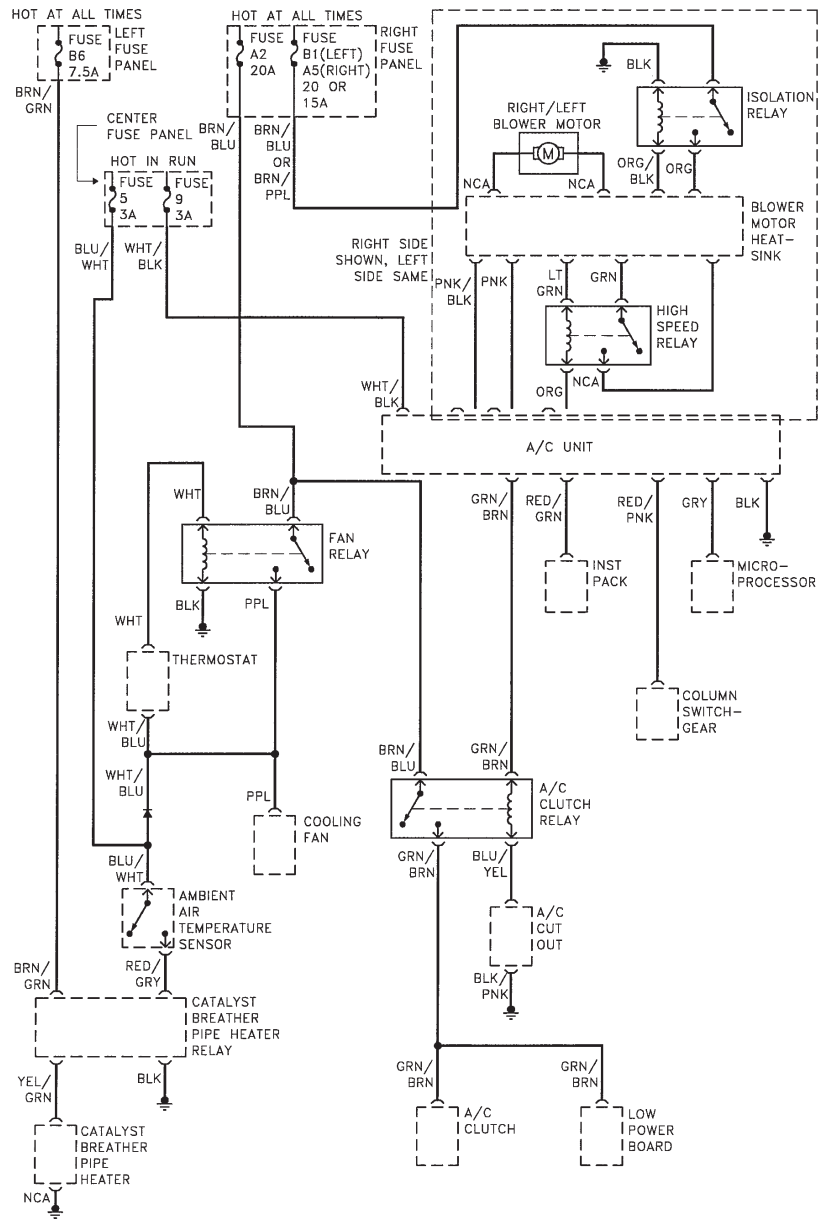 HOT AT ALL TIMES
FUSE
B6
7.5A
LEFT
FUSE
PANEL
BRN/
GRN
HOT AT ALL TIMES
FUSE
A2
20A
FUSE
B1(LEFT)
A5(RIGHT)
20 OR
15A
RIGHT
FUSE
PANEL
BRN/
BLU
BRN/
BLU
OR
BRN/
PPL
CENTER
FUSE PANEL
HOT IN RUN
FUSE
5
3A
FUSE
9
3A
BLU/
WHT
WHT/
BLK
BLK
ISOLATION
RELAY
RIGHT/LEFT
BLOWER MOTOR
M
NCA
NCA
ORG/
BLK
ORG
BLOWER
MOTOR
HEAT-
SINK
RIGHT SIDE
SHOWN, LEFT
SIDE SAME
PNK/
BLK
PNK
LT
GRN
GRN
HIGH
SPEED
RELAY
ORG
NCA
WHT/
BLK
A/C UNIT
WHT
BRN/
BLU
FAN
RELAY
BLK
PPL
GRN/
BRN
RED/
GRN
RED/
PNK
GRY
BLK
INST
PACK
MICRO-
PROCESSOR
COLUMN
SWITCH-
GEAR
WHT
THERMOSTAT
WHT/
BLU
WHT/
BLU
PPL
COOLING
FAN
BRN/
BLU
GRN/
BRN
A/C
CLUTCH
RELAY
GRN/
BRN
BLU/
YEL
A/C
CUT
OUT
BLK/
PNK
BLU/
WHT
AMBIENT
AIR
TEMPERATURE
SENSOR
BRN/
GRN
RED/
GRY
CATALYST
BREATHER
PIPE HEATER
RELAY
YEL/
GRN
BLK
CATALYST
BREATHER
PIPE
HEATER
NCA
GRN/
BRN
GRN/
BRN
A/C
CLUTCH
LOW
POWER
BOARD